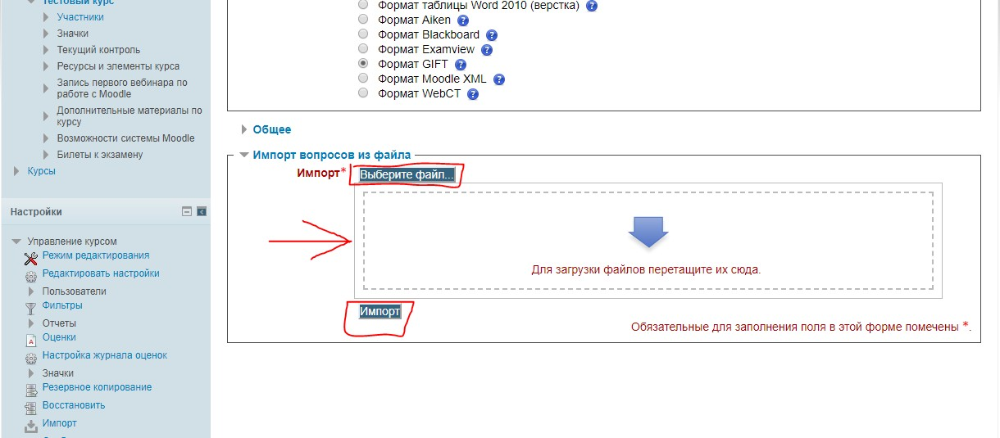 Тестовый курс
Участники
Значки
Текущий контроль
Ресурсы и элементы курса
Запись первого вебинара по
работе с Moodle
Дополнительные материалы по
курсу
Возможности системы Moodle
Билеты к экзамену
Курсы
Настройки
Управление курсом
Режим редактирования
Редактировать настройки
Пользователи
Фильтры
Отчеты
Оценки
Настройка журнала оценок
Значки
Резервное копирование
Восстановить
Импорт
Формат таблицы Word 2010 (верстка) ?
Формат Aiken ?
Формат Blackboard ?
Формат Examview ?
Формат GIFT ?
Формат Moodle XML ?
Формат WebCT ?
Общее
Импорт вопросов из файла
Импорт* Выберите файл...
Для загрузки файлов перетащите их сюда.
Импорт
Обязательные для заполнения поля в этой форме помечены *.